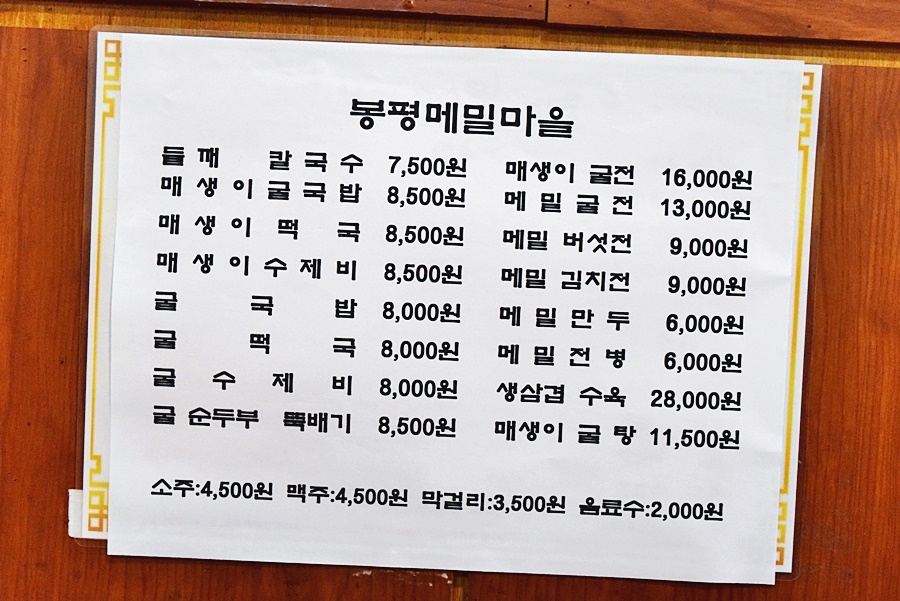 봉평메밀마을
들깨 칼국수 7,500원 매생이 굴전 16,000원
매생이굴국밥 8,500원 메밀굴전 13,000원
매생이떡국 8,500원 메밀 버섯전 9,000원
매생이수제비 8,500원 메밀 김치전 9,000원
굴국밥 8,000원 메밀만두 6,000원
굴떡국 8,000원 메밀전병 6,000원
굴수제비 8,000원 생삼겹 수육 28,000원
굴 순두부 뚝배기 8,500원 매생이 굴 탕 11,500원
소주:4,500원 맥주:4,500원 막걸리:3,500원 음료수:2,000원